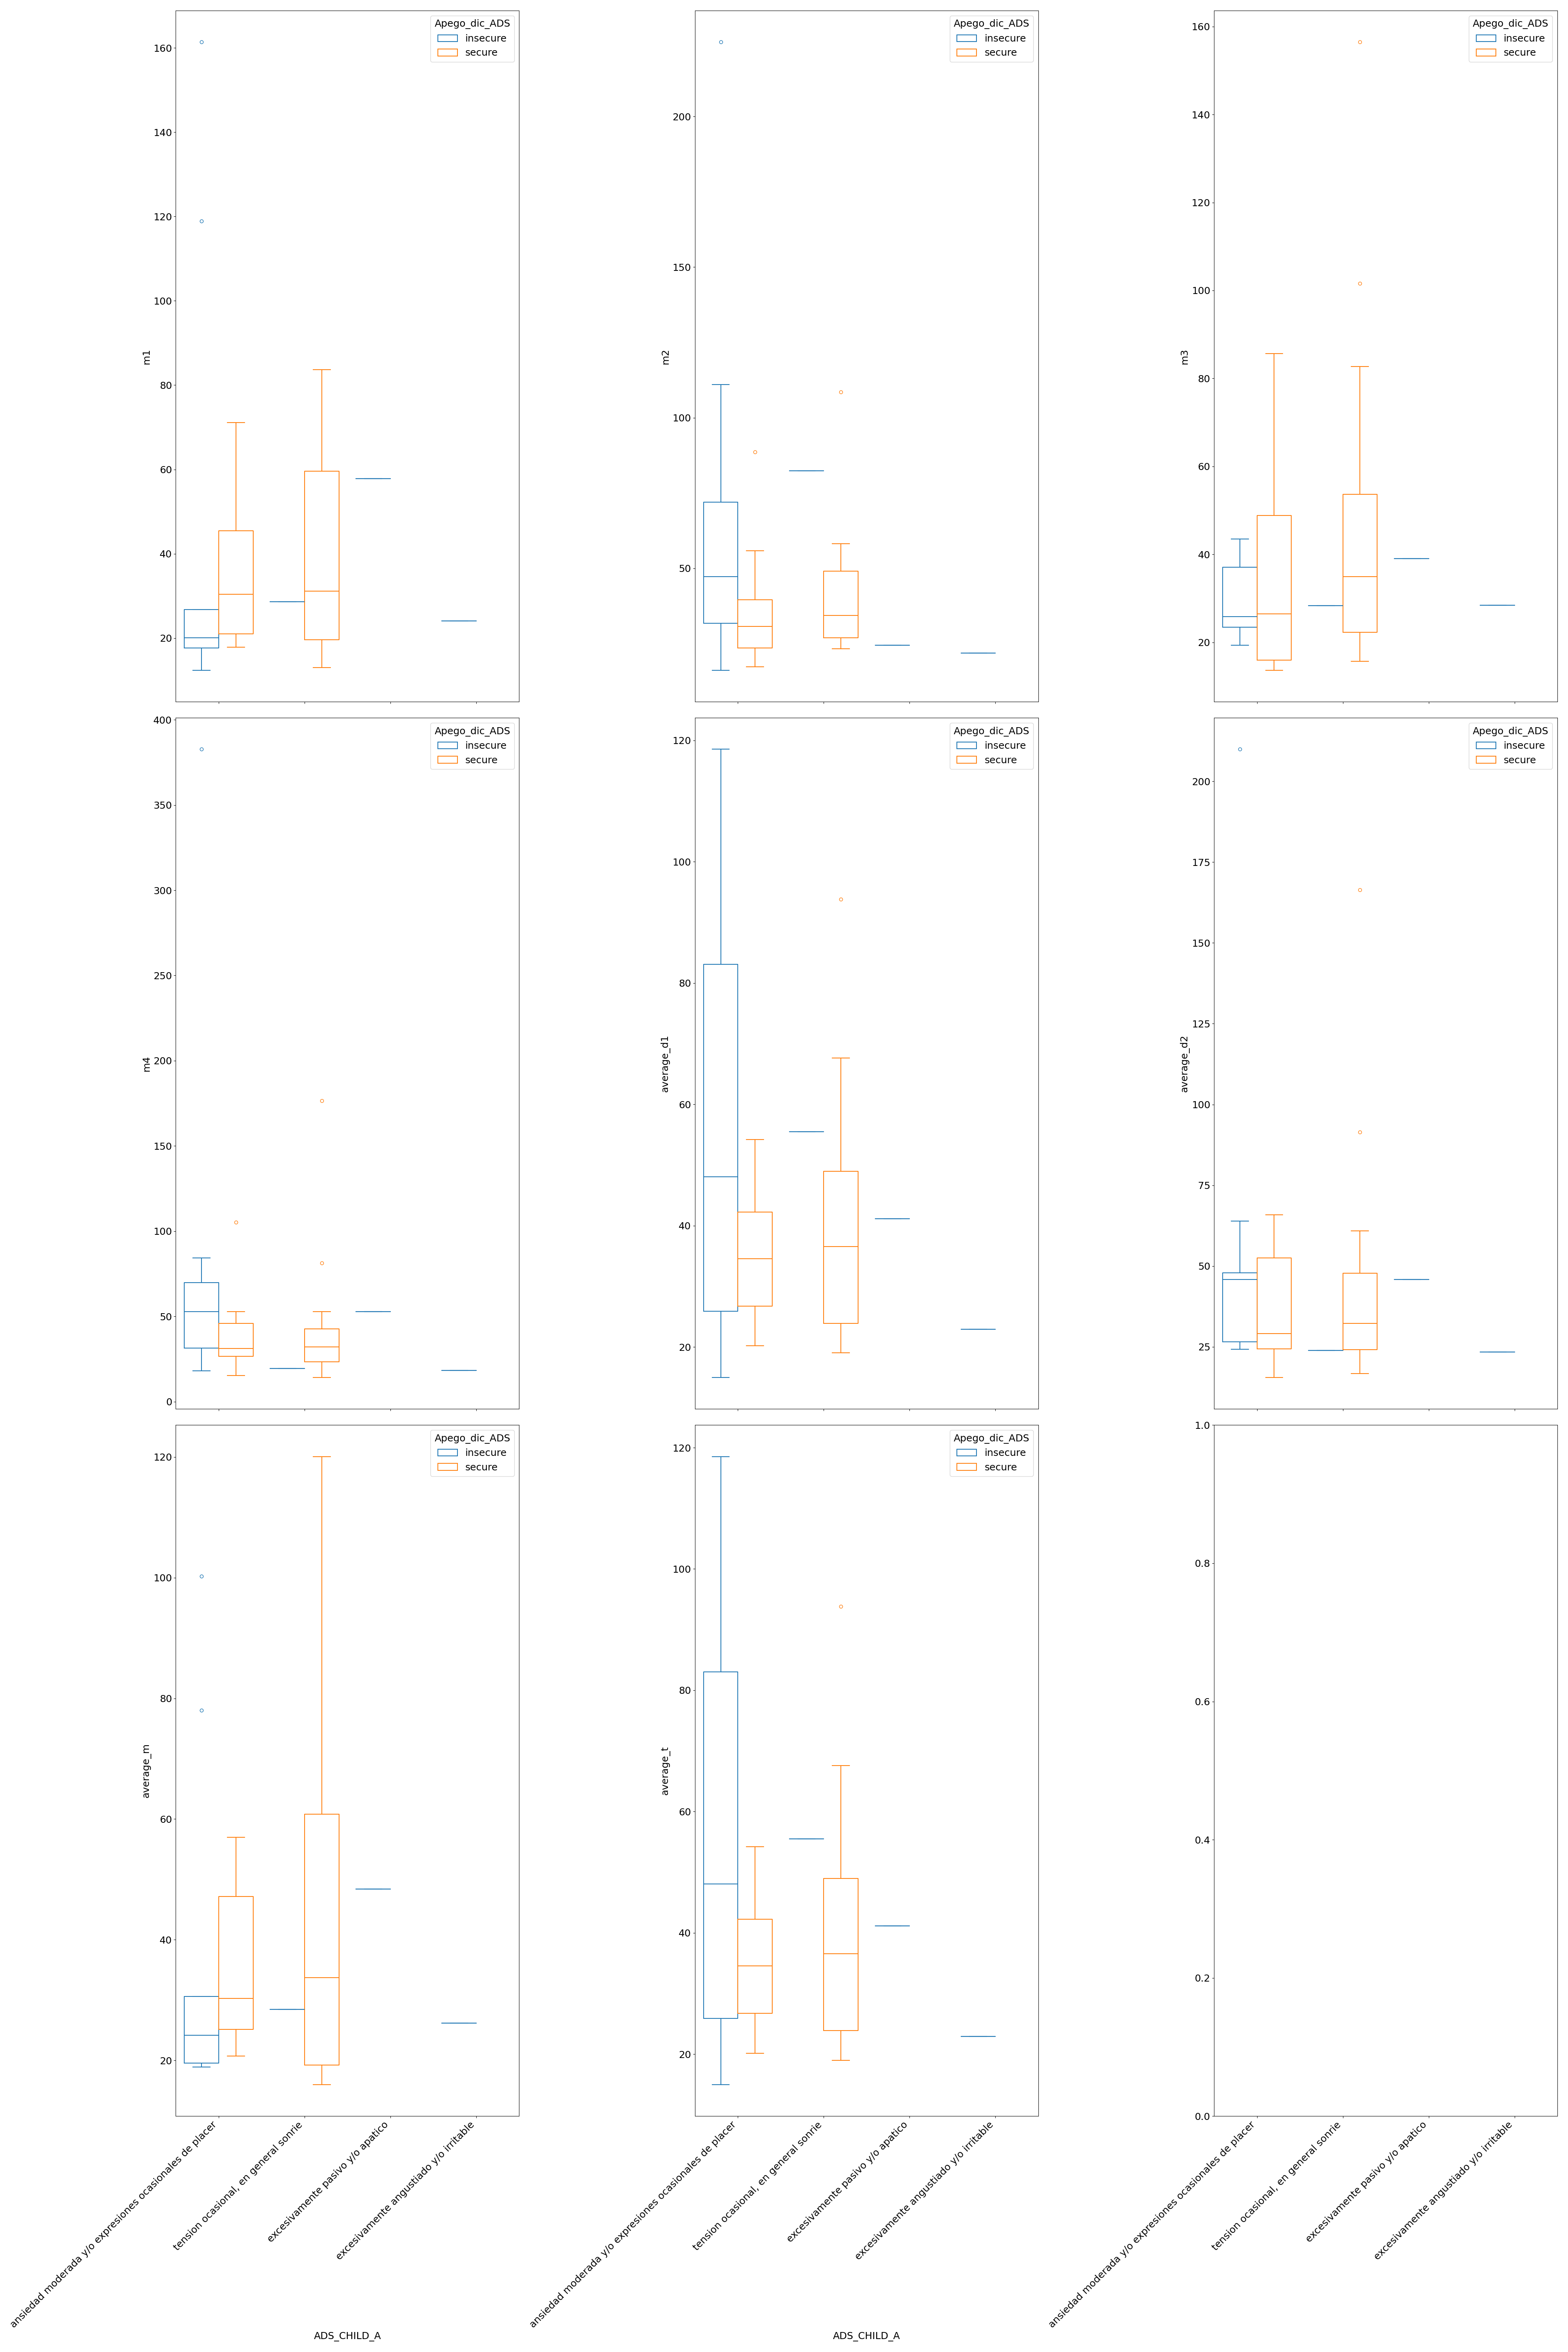 Apego_dic_ADS
insecure
secure
160
140
120
100
80
60
40
20
m1
Apego_dic_ADS
insecure
secure
200
150
100
50
m2
Apego_dic_ADS
insecure
secure
160
140
120
100
80
60
40
20
m3
Apego_dic_ADS
insecure
secure
400
350
300
250
200
150
100
50
0
m4
Apego_dic_ADS
insecure
secure
120
100
80
60
40
20
average_d1
Apego_dic_ADS
insecure
secure
200
175
150
125
100
75
50
25
average_d2
Apego_dic_ADS
insecure
secure
120
100
80
60
40
20
average_m
ansiedad moderada y/o expresiones ocasionales de placer
tension ocasional, en general sonrie
excesivamente pasivo y/o apatico
excesivamente angustiado y/o irritable
ADS_CHILD_A
Apego_dic_ADS
insecure
secure
120
100
80
60
40
20
average_t
ansiedad moderada y/o expresiones ocasionales de placer
tension ocasional, en general sonrie
excesivamente pasivo y/o apatico
excesivamente angustiado y/o irritable
ADS_CHILD_A
1.0
0.8
0.6
0.4
0.2
0.0
ansiedad moderada y/o expresiones ocasionales de placer
tension ocasional, en general sonrie
excesivamente pasivo y/o apatico
excesivamente angustiado y/o irritable